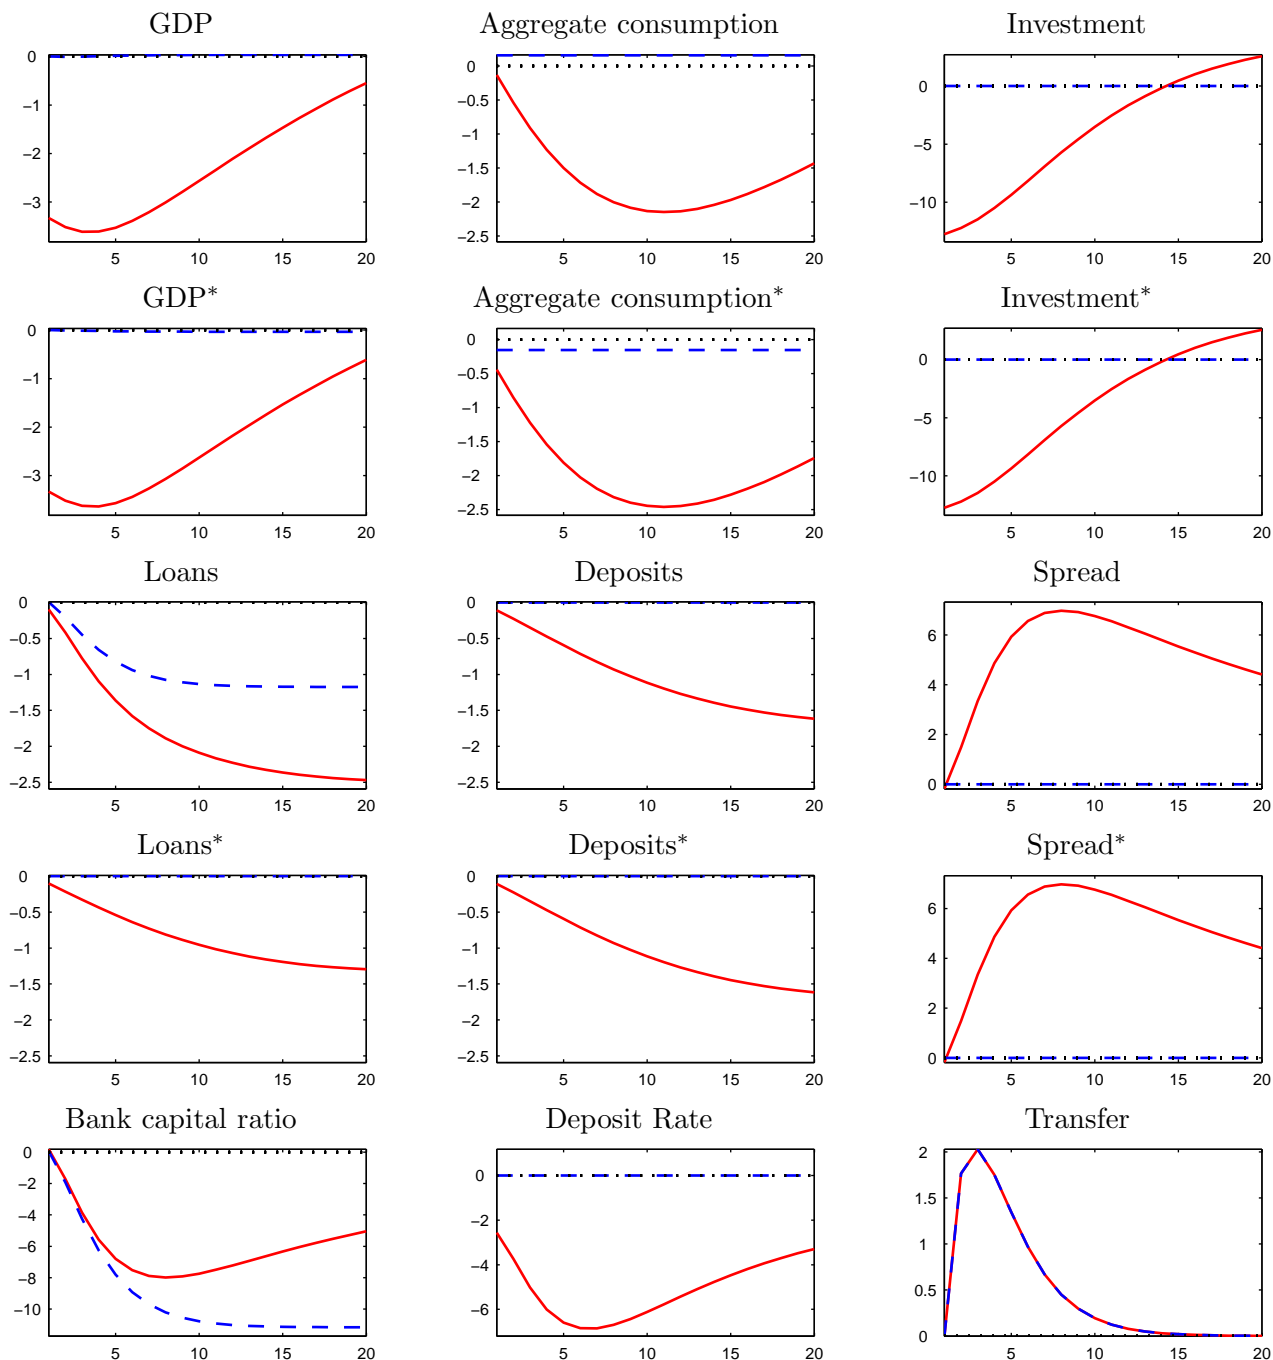 GDP Aggregate consumption Investment
0 −1 −2 −3 5 10 15 20
0 −0.5 −1 −1.5 −2 −2.5 5 10 15 20
0 −5 −10 5 10 15 20
GDP* Aggregate consumption* Investment*
0 −1 −2 −3 5 10 15 20
0 −0.5 −1 −1.5 −2 −2.5 5 10 15 20
0 −5 −10 5 10 15 20
Loans Deposits Spread
0 −0.5 −1 −1.5 −2 −2.5 5 10 15 20
0 −0.5 −1 −1.5 −2 −2.5 5 10 15 20
6 4 2 0 5 10 15 20
Loans* Deposits* Spread*
0 −0.5 −1 −1.5 −2 −2.5 5 10 15 20
0 −0.5 −1 −1.5 −2 −2.5 5 10 15 20
6 4 2 0 5 10 15 20
Bank capital ratio Deposit Rate Transfer
0 −2 −4 −6 −8 −10 5 10 15 20
0 −2 −4 −6 5 10 15 20
2 1.5 1 0.5 0 5 10 15 20